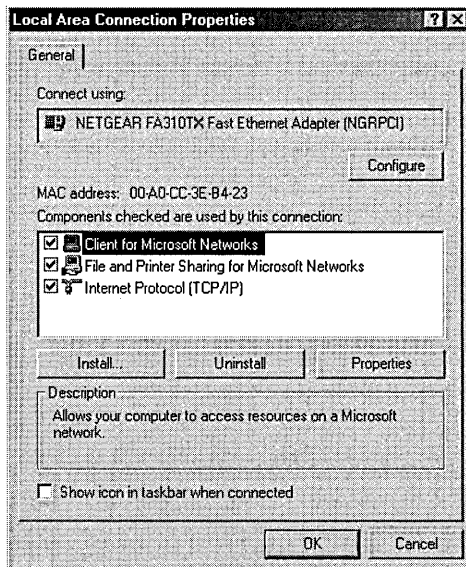 Local Area Connection Properties
General
Connect using:
NETGEAR FA310TX Fast Ethernet Adapter (NGRPCI)
Configure
MAC address: 00-A0-CC-3E-B4-23
Components checked are used by this connection:
Client for Microsoft Networks
File and Printer Sharing for Microsoft Networks
Internet Protocol (TCP/IP)
Install... Uninstall Properties
Description
Allows your computer to access resources on a Microsoft
network.
Show icon in taskbar when connected
OK Cancel